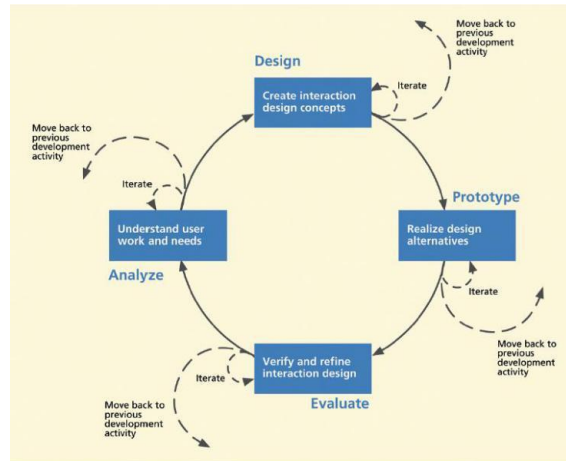 Design
Create interaction
design concepts
Iterate
Move back to
previous
development
activity
Prototype
Realize design
alternatives
Iterate
Move back to
previous
development
activity
Verify and refine
interaction design
Evaluate
Iterate
Move back to
previous
development
activity
Understand user
work and needs
Analyze
Iterate
Move back to
previous
development
activity